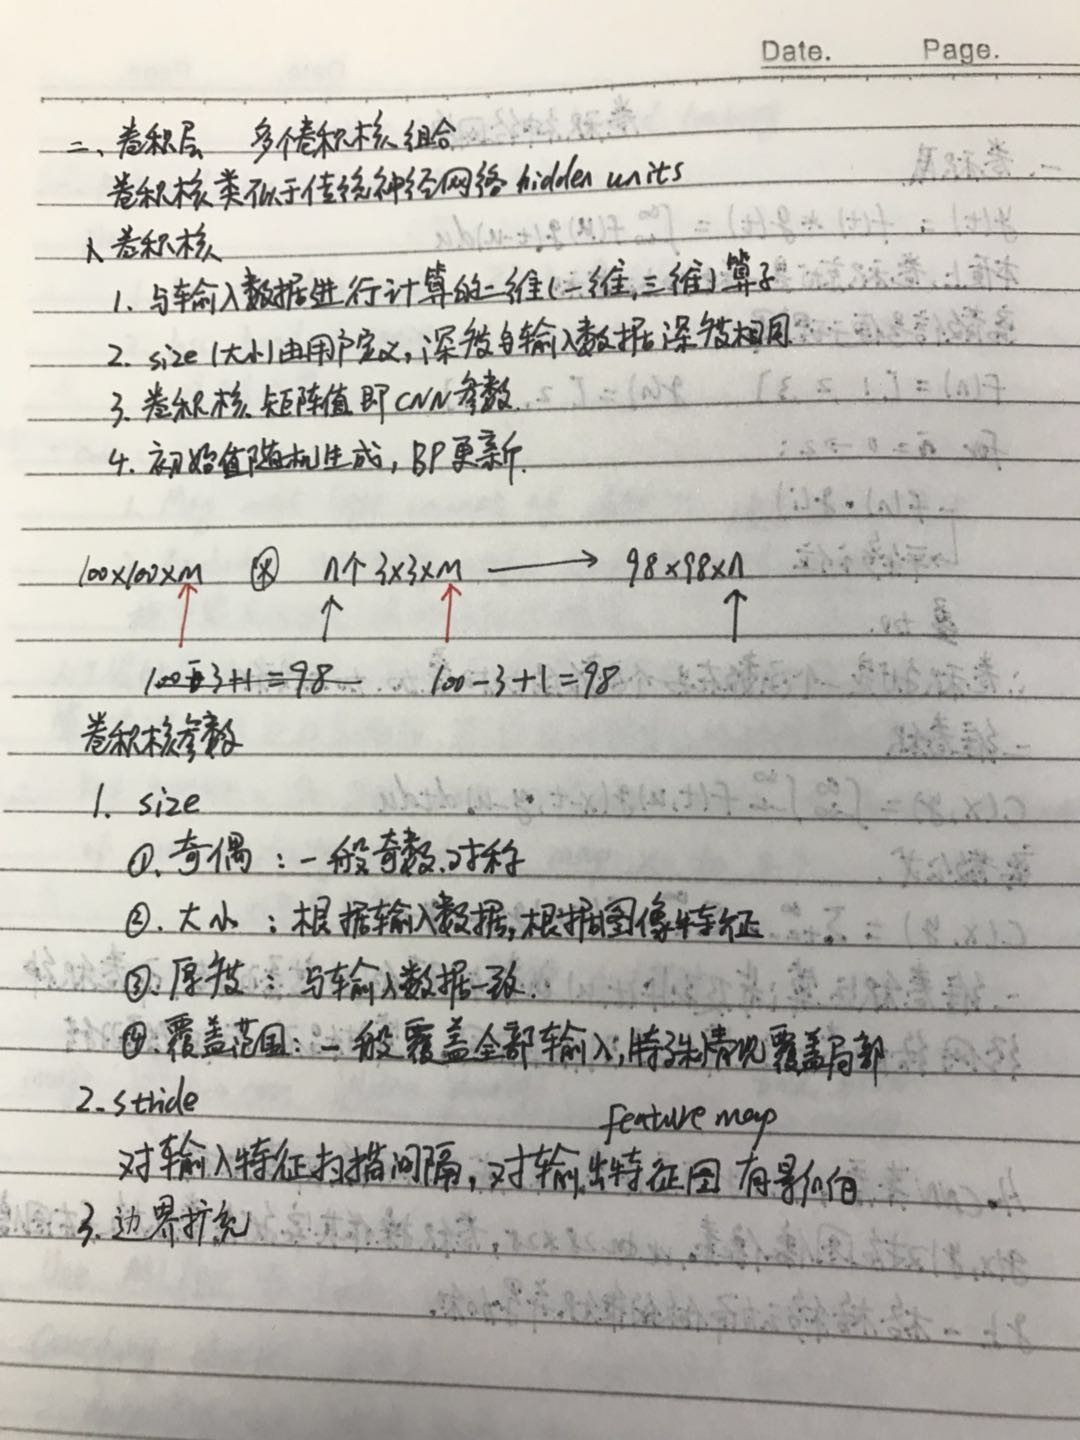 Date. Page.
二、卷积层 多个卷积核组合
卷积核类似于传统神经网络 hidden units
1. 卷积核
1. 与输入数据进行计算的二维(一维,三维)算子
2. size (大小)由用户定义,深度与输入数据深度相同
3. 卷积核矩阵值即CNN参数
4. 初始值随机生成,BP更新.
100×100×M ⊛ n个 3×3×M → 98×98×n
100-3+1=98 100-3+1=98
卷积核参数
1. size
①. 奇偶:一般奇数.对称
②. 大小:根据输入数据,根据图像特征
③. 厚度:与输入数据一致.
④. 覆盖范围:一般覆盖全部输入,特殊情况覆盖局部
2. stride
feature map
对输入特征扫描间隔,对输出特征图有影响
3. 边界扩充